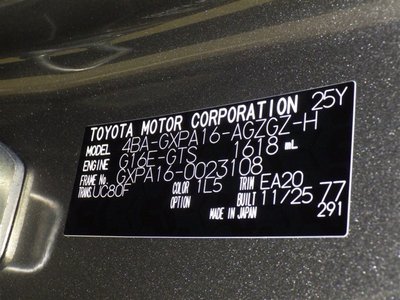 TOYOTA MOTOR CORPORATION 25Y
MODEL 4BA-GXPA16-AGZGZ-H
ENGINE G16E-GTS 1618 mL
FRAME No. GXPA16-0023108
COLOR 1L5 TRIM EA20
TRANS UC80F BUILT 11/25 77
MADE IN JAPAN 291